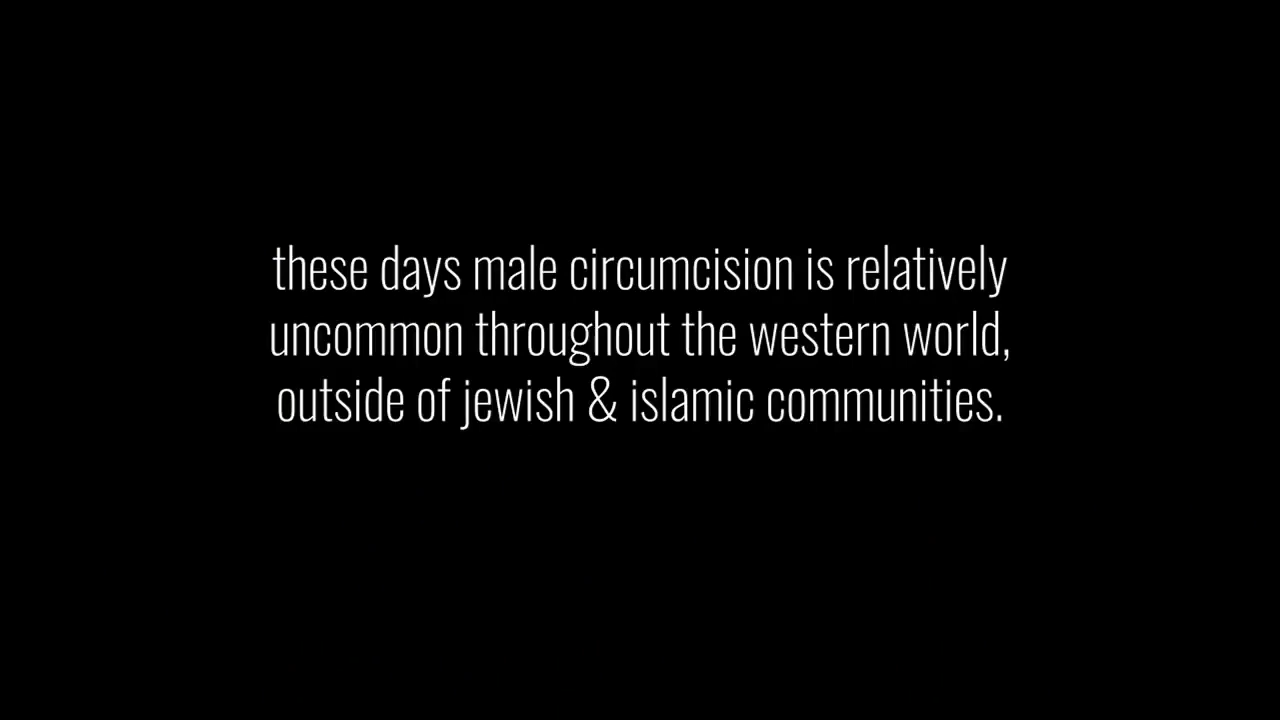 these days male circumcision is relatively
uncommon throughout the western world,
outside of jewish & islamic communities.